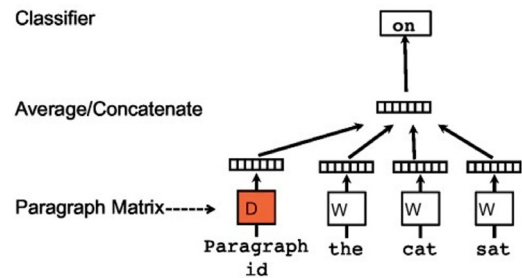 Classifier
on
Average/Concatenate
Paragraph Matrix
D W W W
Paragraph the cat sat
id